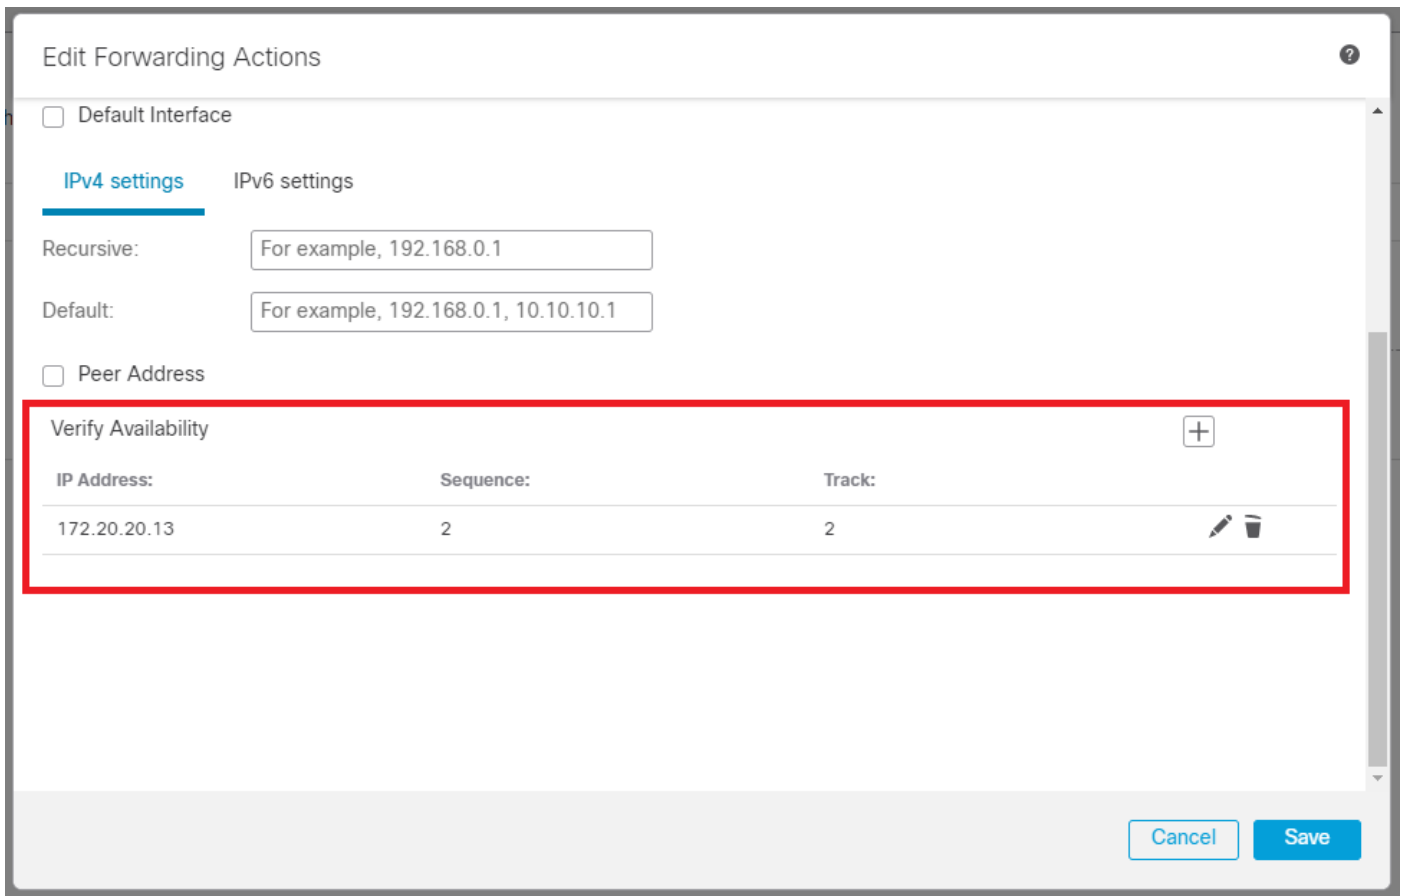 Edit Forwarding Actions
?
h
Default Interface
IPv4 settings IPv6 settings
Recursive: For example, 192.168.0.1
Default: For example, 192.168.0.1, 10.10.10.1
Peer Address
Verify Availability
IP Address: Sequence: Track:
172.20.20.13 2 2
Cancel Save